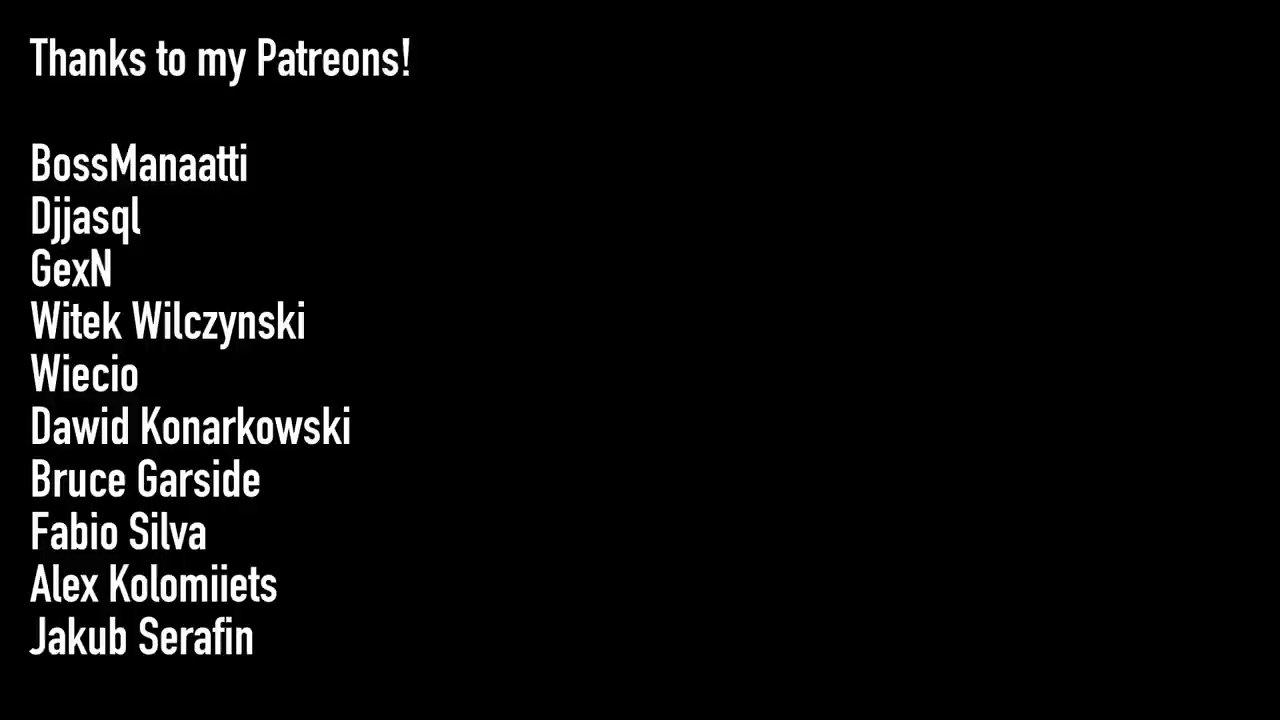 Thanks to my Patreons!
BossManaatti
Djjasql
GexN
Witek Wilczynski
Wiecio
Dawid Konarkowski
Bruce Garside
Fabio Silva
Alex Kolomiiets
Jakub Serafin